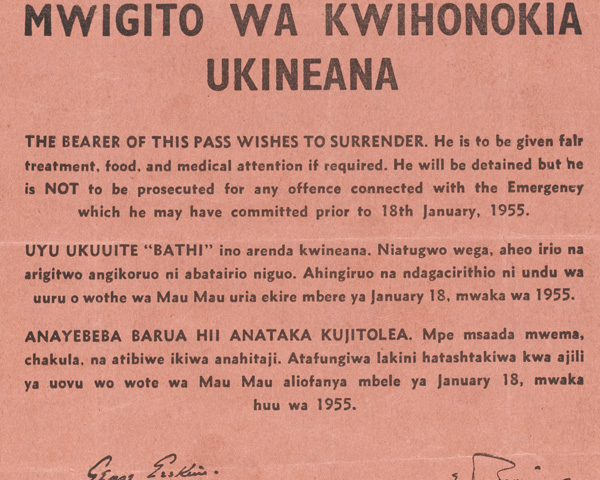 MWIGITO WA KWIHONOKIA
UKINEANA
THE BEARER OF THIS PASS WISHES TO SURRENDER. He is to be given fair
treatment, food, and medical attention if required. He will be detained but he
is NOT to be prosecuted for any offence connected with the Emergency
which he may have committed prior to 18th January, 1955.
UYU UKUUITE "BATHI" ino arenda kwineana. Niatugwo wega, aheo irio na
arigitwo angikoruo ni abatairio niguo. Ahingiruo na ndagacirithio ni undu wa
uuru o wothe wa Mau Mau uria ekire mbere ya January 18, mwaka wa 1955.
ANAYEBEBA BARUA HII ANATAKA KUJITOLEA. Mpe msaada mwema,
chakula, na atibiwe ikiwa anahitaji. Atafungiwa lakini hatashtakiwa kwa ajili
ya uovu wo wote wa Mau Mau aliofanya mbele ya January 18, mwaka
huu wa 1955.
Erskine.